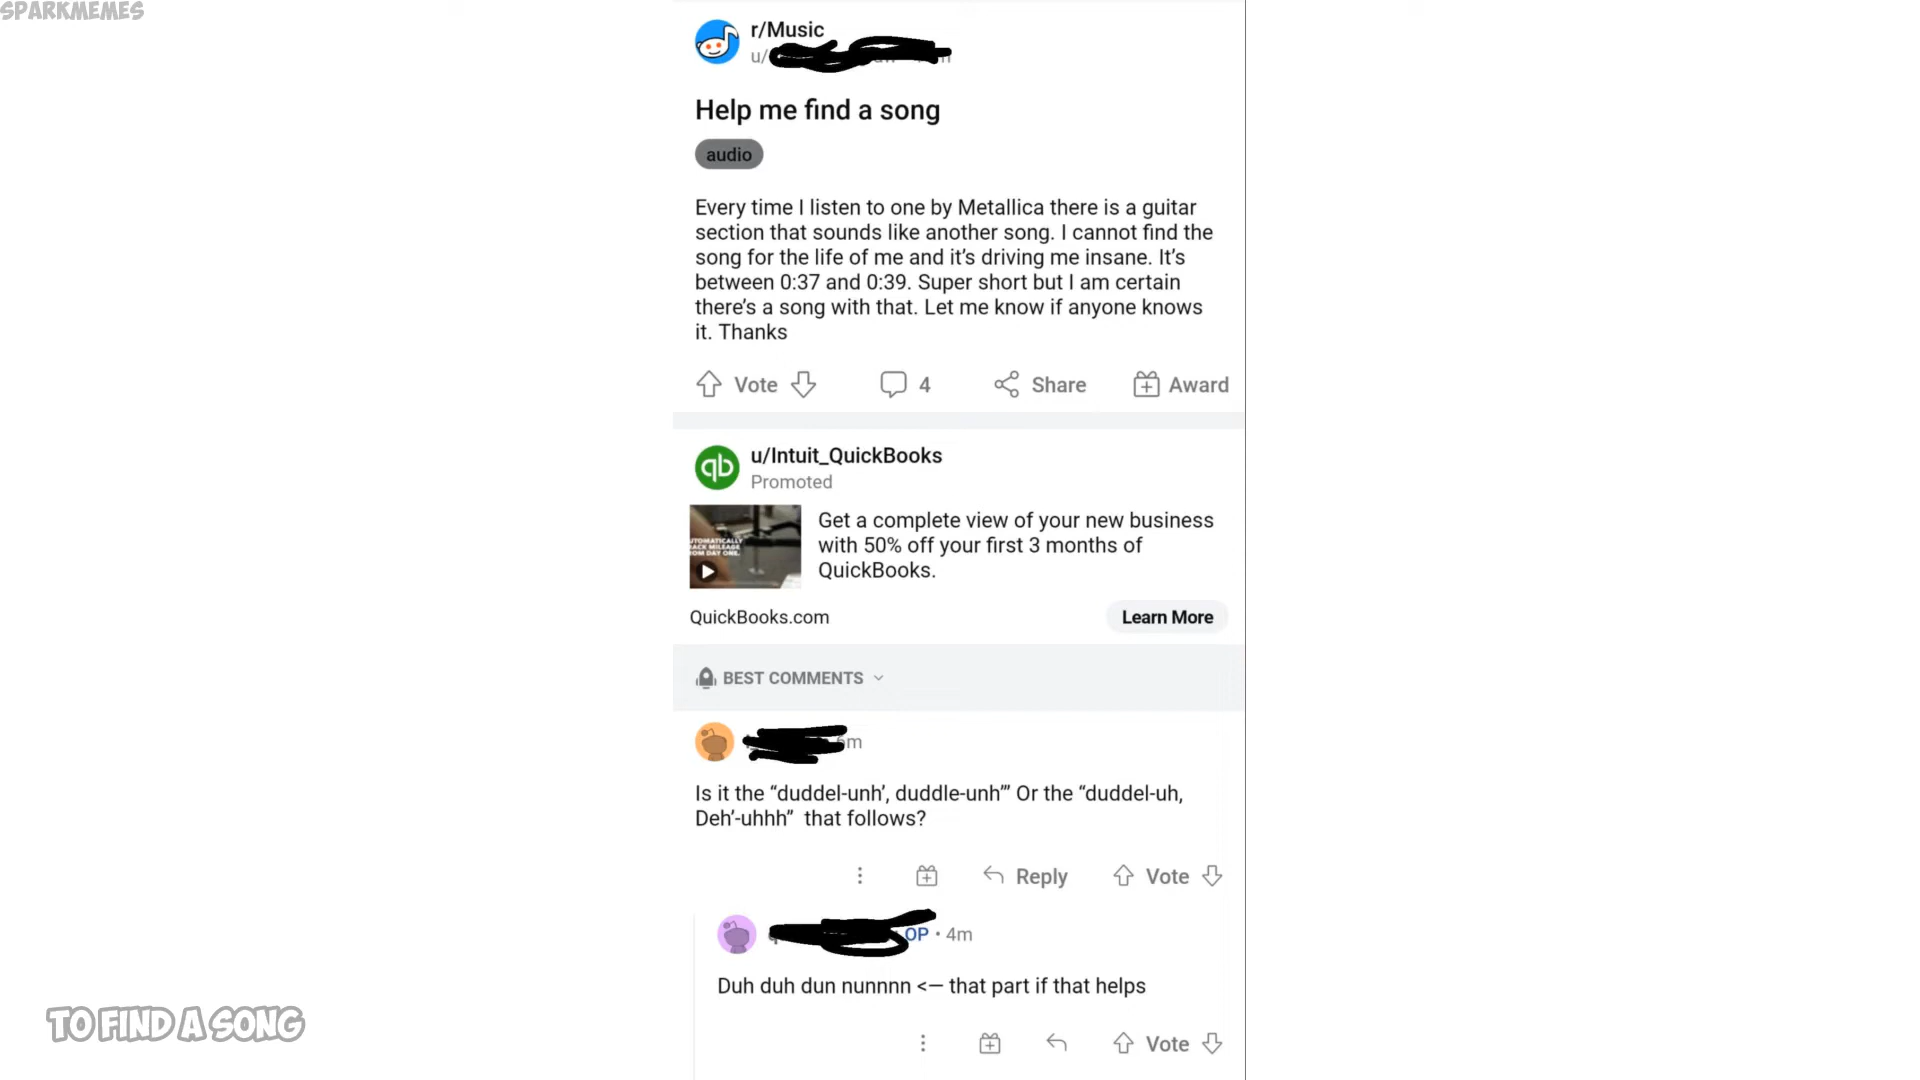 SPARKMEMES
r/Music
u/
Help me find a song
audio
Every time I listen to one by Metallica there is a guitar
section that sounds like another song. I cannot find the
song for the life of me and it’s driving me insane. It’s
between 0:37 and 0:39. Super short but I am certain
there’s a song with that. Let me know if anyone knows
it. Thanks
Vote 4 Share Award
u/Intuit_QuickBooks
Promoted
Get a complete view of your new business
with 50% off your first 3 months of
QuickBooks.
QuickBooks.com Learn More
BEST COMMENTS
Is it the “duddel-unh’, duddle-unh’” Or the “duddel-uh,
Deh’-uhhh” that follows?
Reply Vote
OP • 4m
Duh duh dun nunnnn <— that part if that helps
Vote
TO FIND A SONG